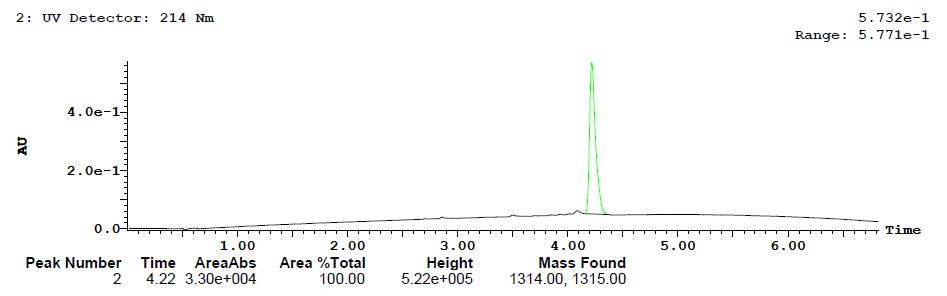 2: UV Detector: 214 Nm 5.732e-1
Range: 5.771e-1
AU
4.0e-1
2.0e-1
0.0
1.00 2.00 3.00 4.00 5.00 6.00 Time
Peak Number Time AreaAbs Area %Total Height Mass Found
2 4.22 3.30e+004 100.00 5.22e+005 1314.00, 1315.00